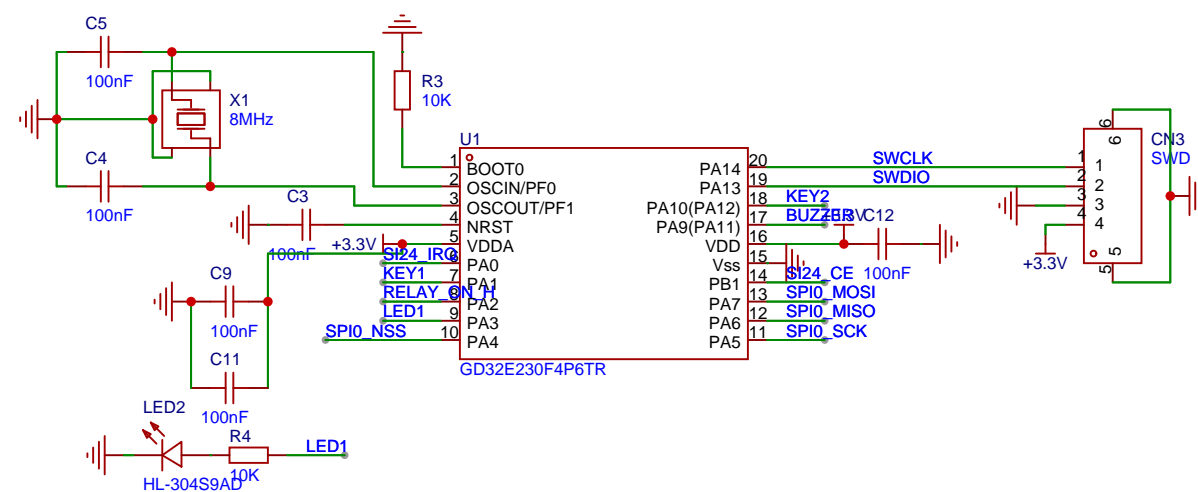 C5
100nF
X1
8MHz
C4
100nF
R3
10K
U1
1 BOOT0
2 OSCIN/PF0
3 OSCOUT/PF1
4 NRST
5 VDDA
6 PA0
7 PA1
8 PA2
9 PA3
10 PA4
20 PA14
19 PA13
18 PA10(PA12)
17 PA9(PA11)
16 VDD
15 Vss
14 PB1
13 PA7
12 PA6
11 PA5
GD32E230F4P6TR
C3
100nF
+3.3V
SI24_IRQ
KEY1
RELAY_ON_H
LED1
SPI0_NSS
C9
100nF
C11
100nF
LED2
HL-304S9AD
R4
10K
LED1
SWCLK
SWDIO
KEY2
BUZZER
+3.3V
C12
100nF
SI24_CE
SPI0_MOSI
SPI0_MISO
SPI0_SCK
CN3
SWD
6 6
1 1
2 2
3 3
4 4
5 5
+3.3V